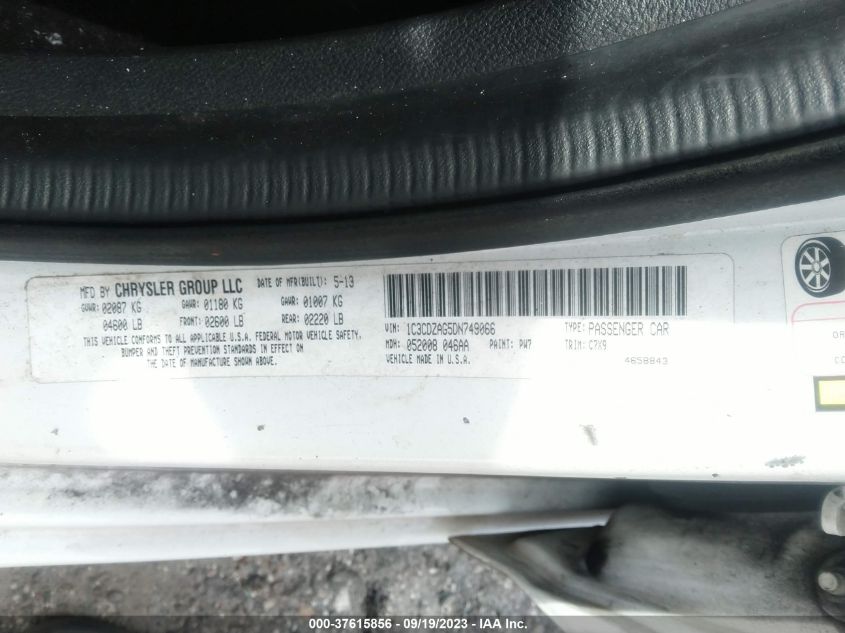 MFD BY CHRYSLER GROUP LLC DATE OF MFR(BUILT): 5-13
GVWR: 02087 KG GAWR: 01180 KG GAWR: 01007 KG
04600 LB FRONT: 02600 LB REAR: 02220 LB
THIS VEHICLE CONFORMS TO ALL APPLICABLE U.S.A. FEDERAL MOTOR VEHICLE SAFETY,
BUMPER AND THEFT PREVENTION STANDARDS IN EFFECT ON
THE DATE OF MANUFACTURE SHOWN ABOVE.
VIN: 1C3CDZAG5DN749066 TYPE: PASSENGER CAR
MDH: 052008 046AA PAINT: PW7 TRIM: C7X9
VEHICLE MADE IN U.S.A. 4658843
000-37615856 - 09/19/2023 - IAA Inc.